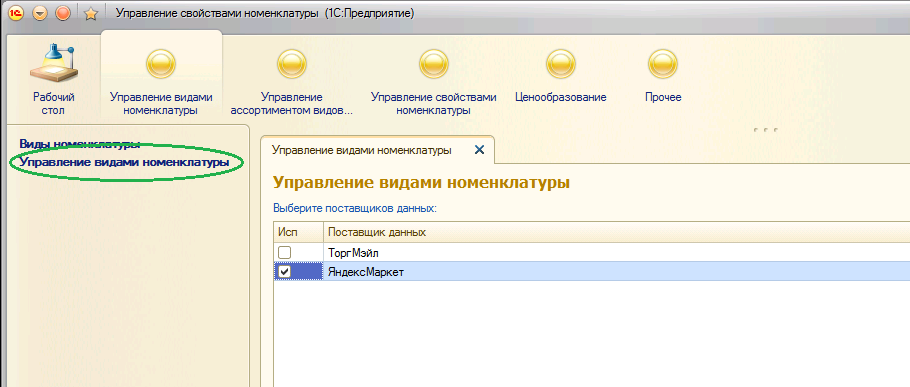 Управление свойствами номенклатуры (1С:Предприятие)
Рабочий
стол
Управление видами
номенклатуры
Управление
ассортиментом видов...
Управление свойствами
номенклатуры
Ценообразование
Прочее
Виды номенклатуры
Управление видами номенклатуры
Управление видами номенклатуры
Управление видами номенклатуры
Выберите поставщиков данных:
Исп Поставщик данных
ТоргМэйл
ЯндексМаркет